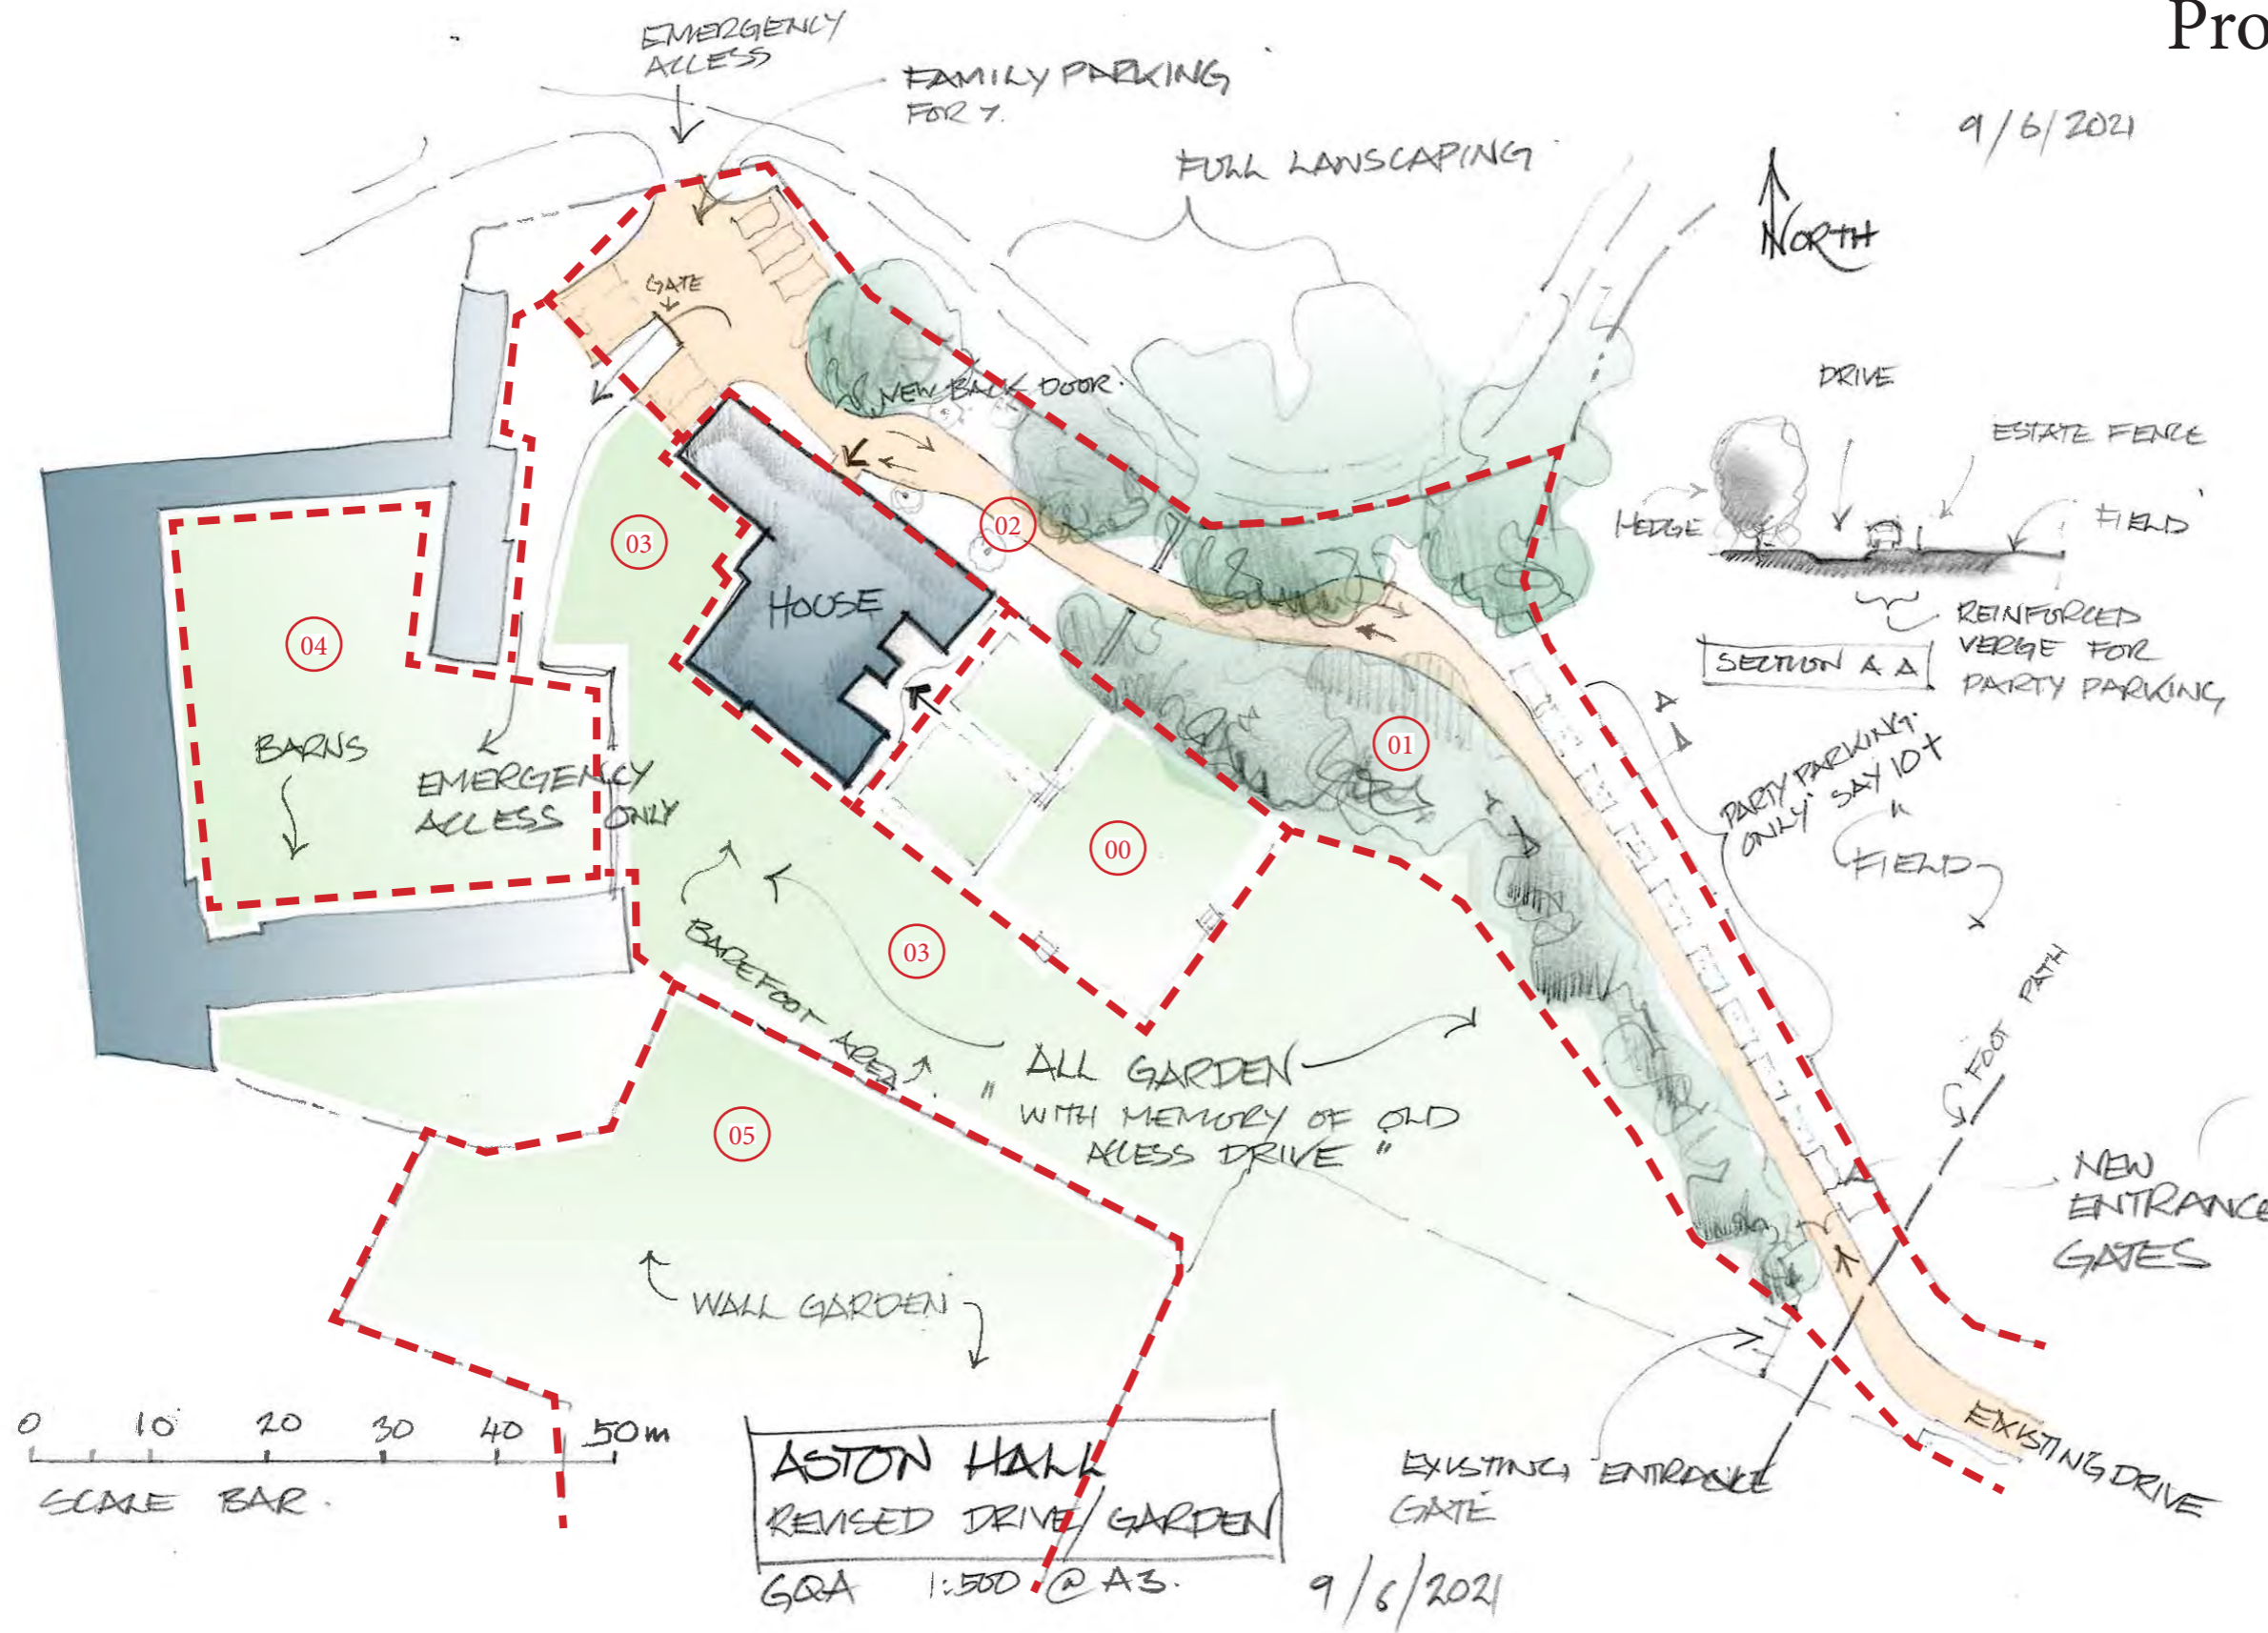 Pro
9/6/2021
EMERGENCY
ACCESS
FAMILY PARKING
FOR 7.
FULL LANSCAPING
NORTH
GATE
NEW BACK DOOR.
DRIVE
ESTATE FENCE
HEDGE
FIELD
REINFORCED
VERGE FOR
PARTY PARKING
SECTION A A
02
03
HOUSE
04
01
A
A
PARTY PARKING.
ONLY. SAY 10+
BARNS
EMERGENCY
ACCESS ONLY
00
FIELD
03
BAREFOOT AREA
FOOT PATH
" ALL GARDEN
WITH MEMORY OF OLD
ACCESS DRIVE "
05
NEW
ENTRANCE
GATES
WALL GARDEN
0 10 20 30 40 50m
SCALE BAR.
ASTON HALL
REVISED DRIVE/GARDEN
GQA 1:500 @ A3.
9/6/2021
EXISTING ENTRANCE
GATE
EXISTING DRIVE